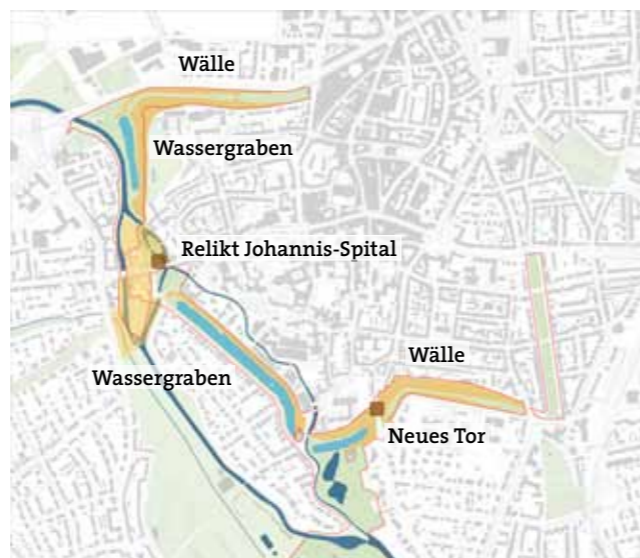 Wälle
Wassergraben
Relikt Johannis-Spital
Wälle
Wassergraben
Neues Tor